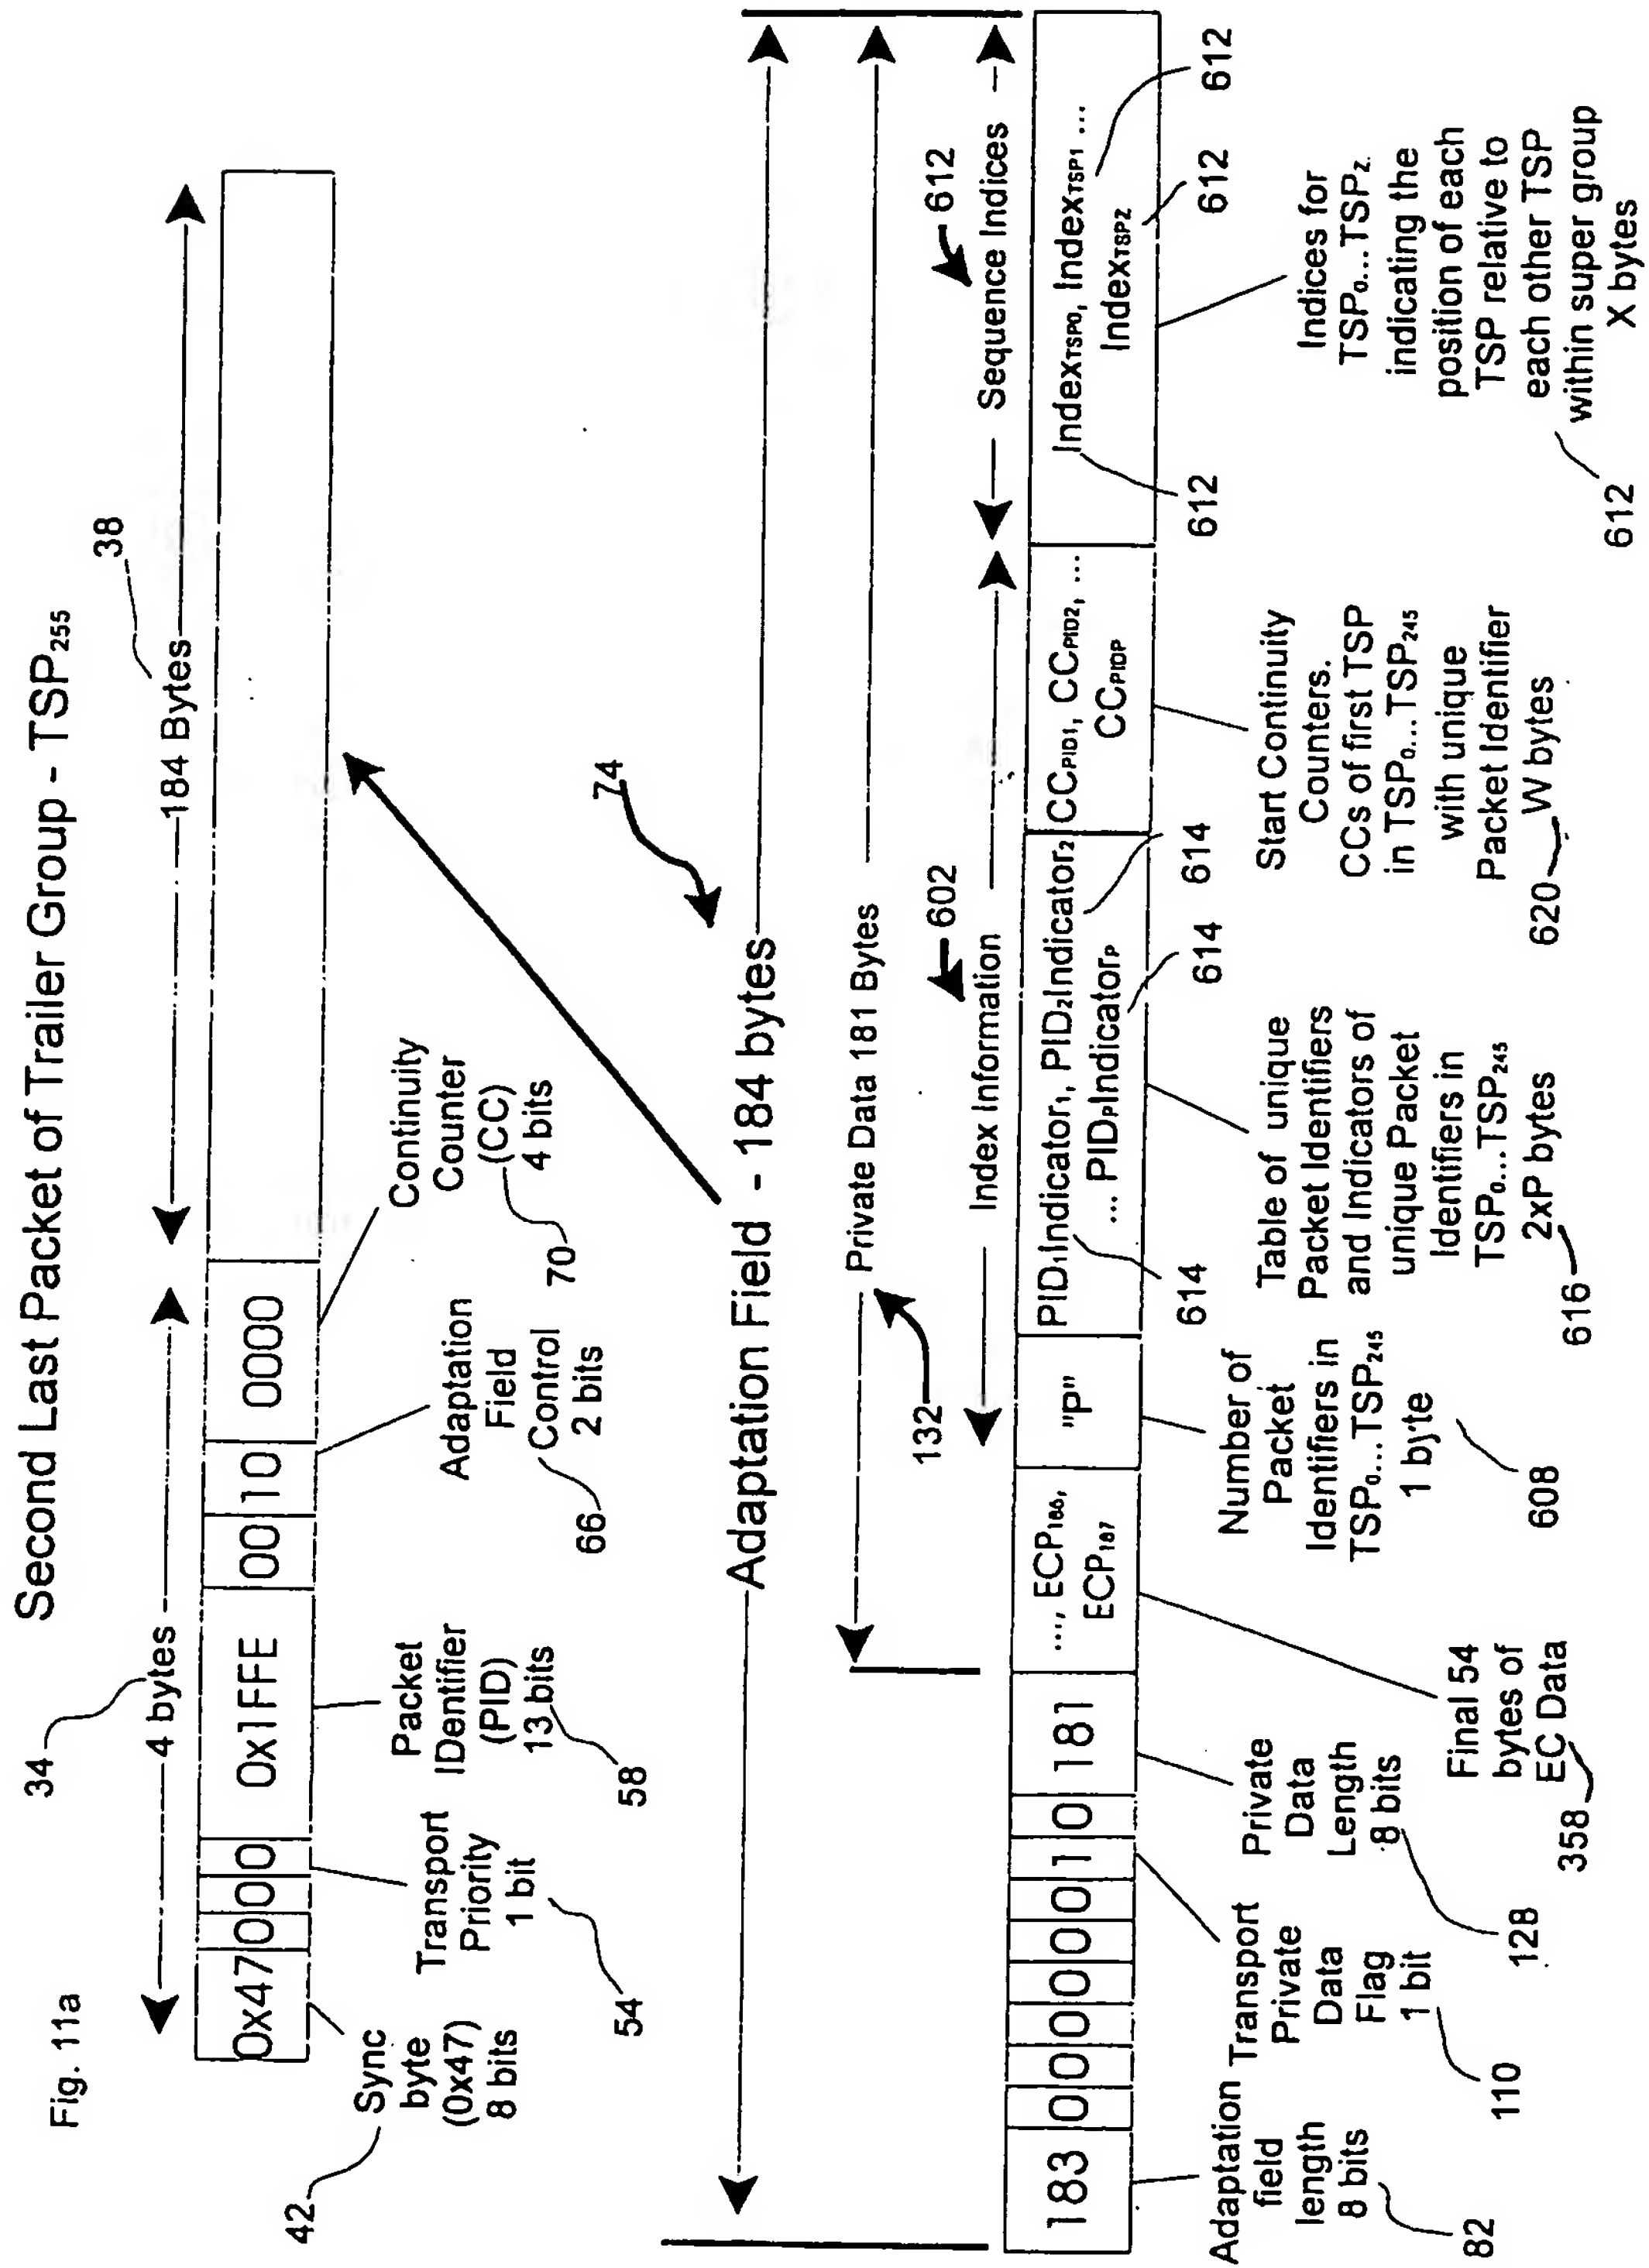 Fig. 11a
Second Last Packet of Trailer Group - TSP255
34
4 bytes
184 Bytes
38
0x47
0
0
0
0x1FFE
00
10
0000
42
Sync
byte
(0x47)
8 bits
Transport
Priority
1 bit
54
Packet
IDentifier
(PID)
13 bits
58
Adaptation
Field
Control
2 bits
66
Continuity
Counter
(CC)
4 bits
70
74
Adaptation Field - 184 bytes
Private Data 181 Bytes
132
Index Information
602
Sequence Indices
612
183
0
0
0
0
0
0
1
0
181
..., ECP186,
ECP187
"P"
PID1Indicator1, PID2Indicator2
... PIDPIndicatorP
CCPID1, CCPID2, ...
CCPIDP
IndexTSP0, IndexTSP1 ...
IndexTSPZ
614
614
614
612
612
612
Adaptation
field
length
8 bits
82
Transport
Private
Data
Flag
1 bit
110
Private
Data
Length
8 bits
128
Final 54
bytes of
EC Data
358
Number of
Packet
Identifiers in
TSP0...TSP245
1 byte
608
Table of unique
Packet Identifiers
and Indicators of
unique Packet
Identifiers in
TSP0...TSP245
2xP bytes
616
Start Continuity
Counters.
CCs of first TSP
in TSP0...TSP245
with unique
Packet Identifier
W bytes
620
Indices for
TSP0...TSPZ.
indicating the
position of each
TSP relative to
each other TSP
within super group
X bytes
612